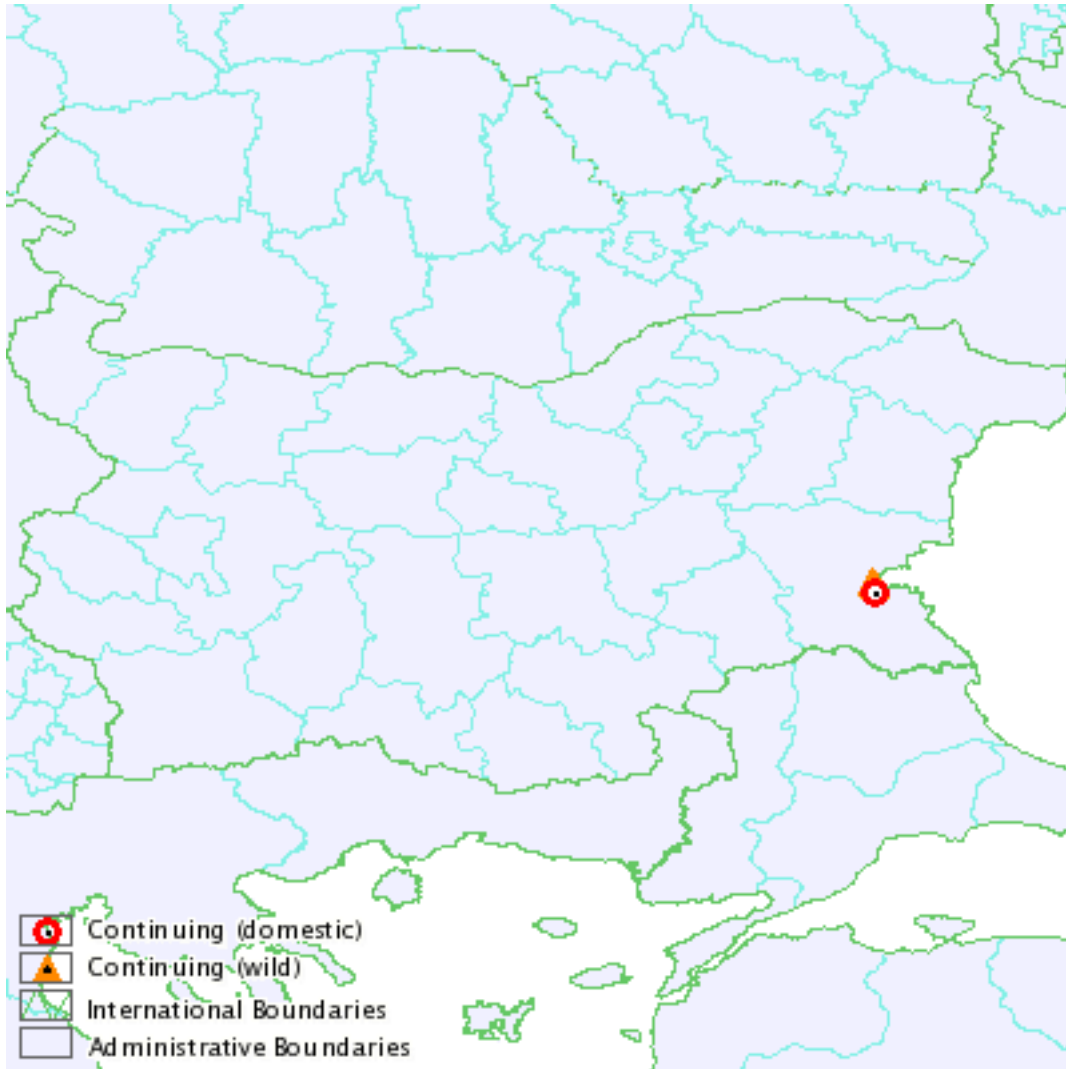 Continuing (domestic)
Continuing (wild)
International Boundaries
Administrative Boundaries